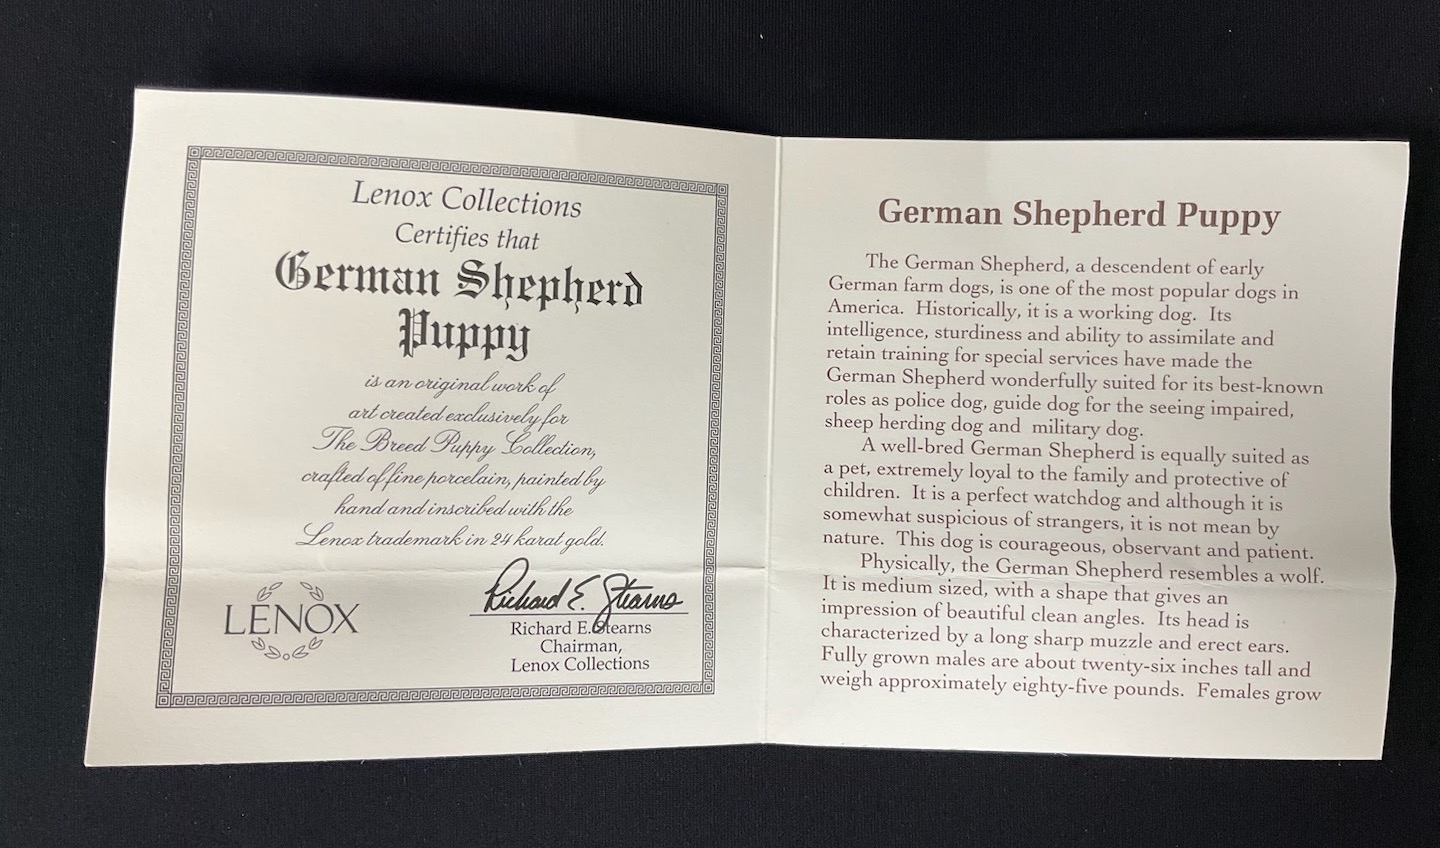 Lenox Collections
Certifies that
German Shepherd
Puppy
is an original work of
art created exclusively for
The Breed Puppy Collection,
crafted of fine porcelain, painted by
hand and inscribed with the
Lenox trademark in 24 karat gold.
LENOX
Richard E. Stearns
Richard E. Stearns
Chairman,
Lenox Collections
German Shepherd Puppy
The German Shepherd, a descendent of early
German farm dogs, is one of the most popular dogs in
America. Historically, it is a working dog. Its
intelligence, sturdiness and ability to assimilate and
retain training for special services have made the
German Shepherd wonderfully suited for its best-known
roles as police dog, guide dog for the seeing impaired,
sheep herding dog and military dog.
A well-bred German Shepherd is equally suited as
a pet, extremely loyal to the family and protective of
children. It is a perfect watchdog and although it is
somewhat suspicious of strangers, it is not mean by
nature. This dog is courageous, observant and patient.
Physically, the German Shepherd resembles a wolf.
It is medium sized, with a shape that gives an
impression of beautiful clean angles. Its head is
characterized by a long sharp muzzle and erect ears.
Fully grown males are about twenty-six inches tall and
weigh approximately eighty-five pounds. Females grow